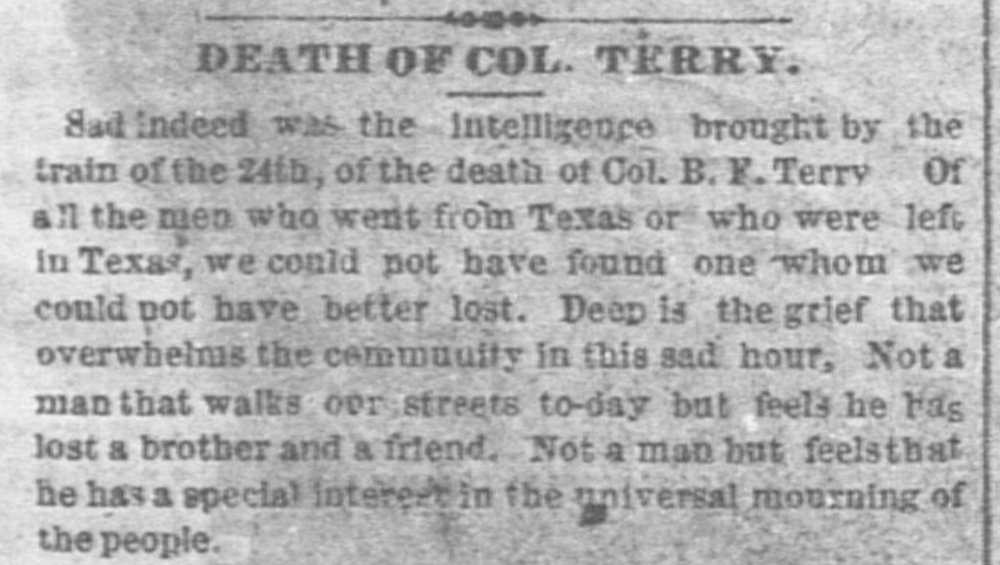 DEATH OF COL. TERRY.
Sad indeed was the intelligence brought by the
train of the 24th, of the death of Col. B. F. Terry Of
all the men who went from Texas or who were left
in Texas, we could not have found one whom we
could not have better lost. Deep is the grief that
overwhelms the community in this sad hour, Not a
man that walks our streets to-day but feels he has
lost a brother and a friend. Not a man but feels that
he has a special interest in the universal mourning of
the people.